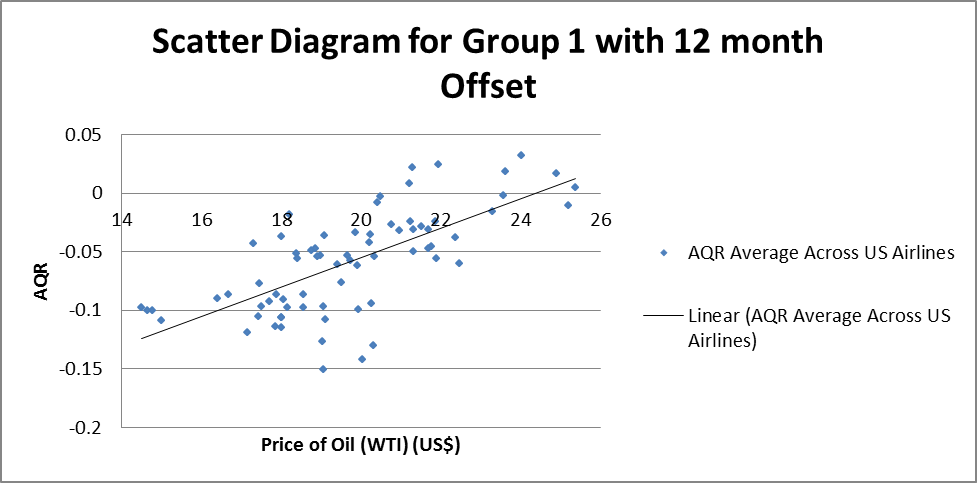 Scatter Diagram for Group 1 with 12 month
Offset
0.05
0
14 16 18 20 22 24 26
-0.05
-0.1
-0.15
-0.2
AQR
Price of Oil (WTI) (US$)
AQR Average Across US Airlines
Linear (AQR Average Across US
Airlines)